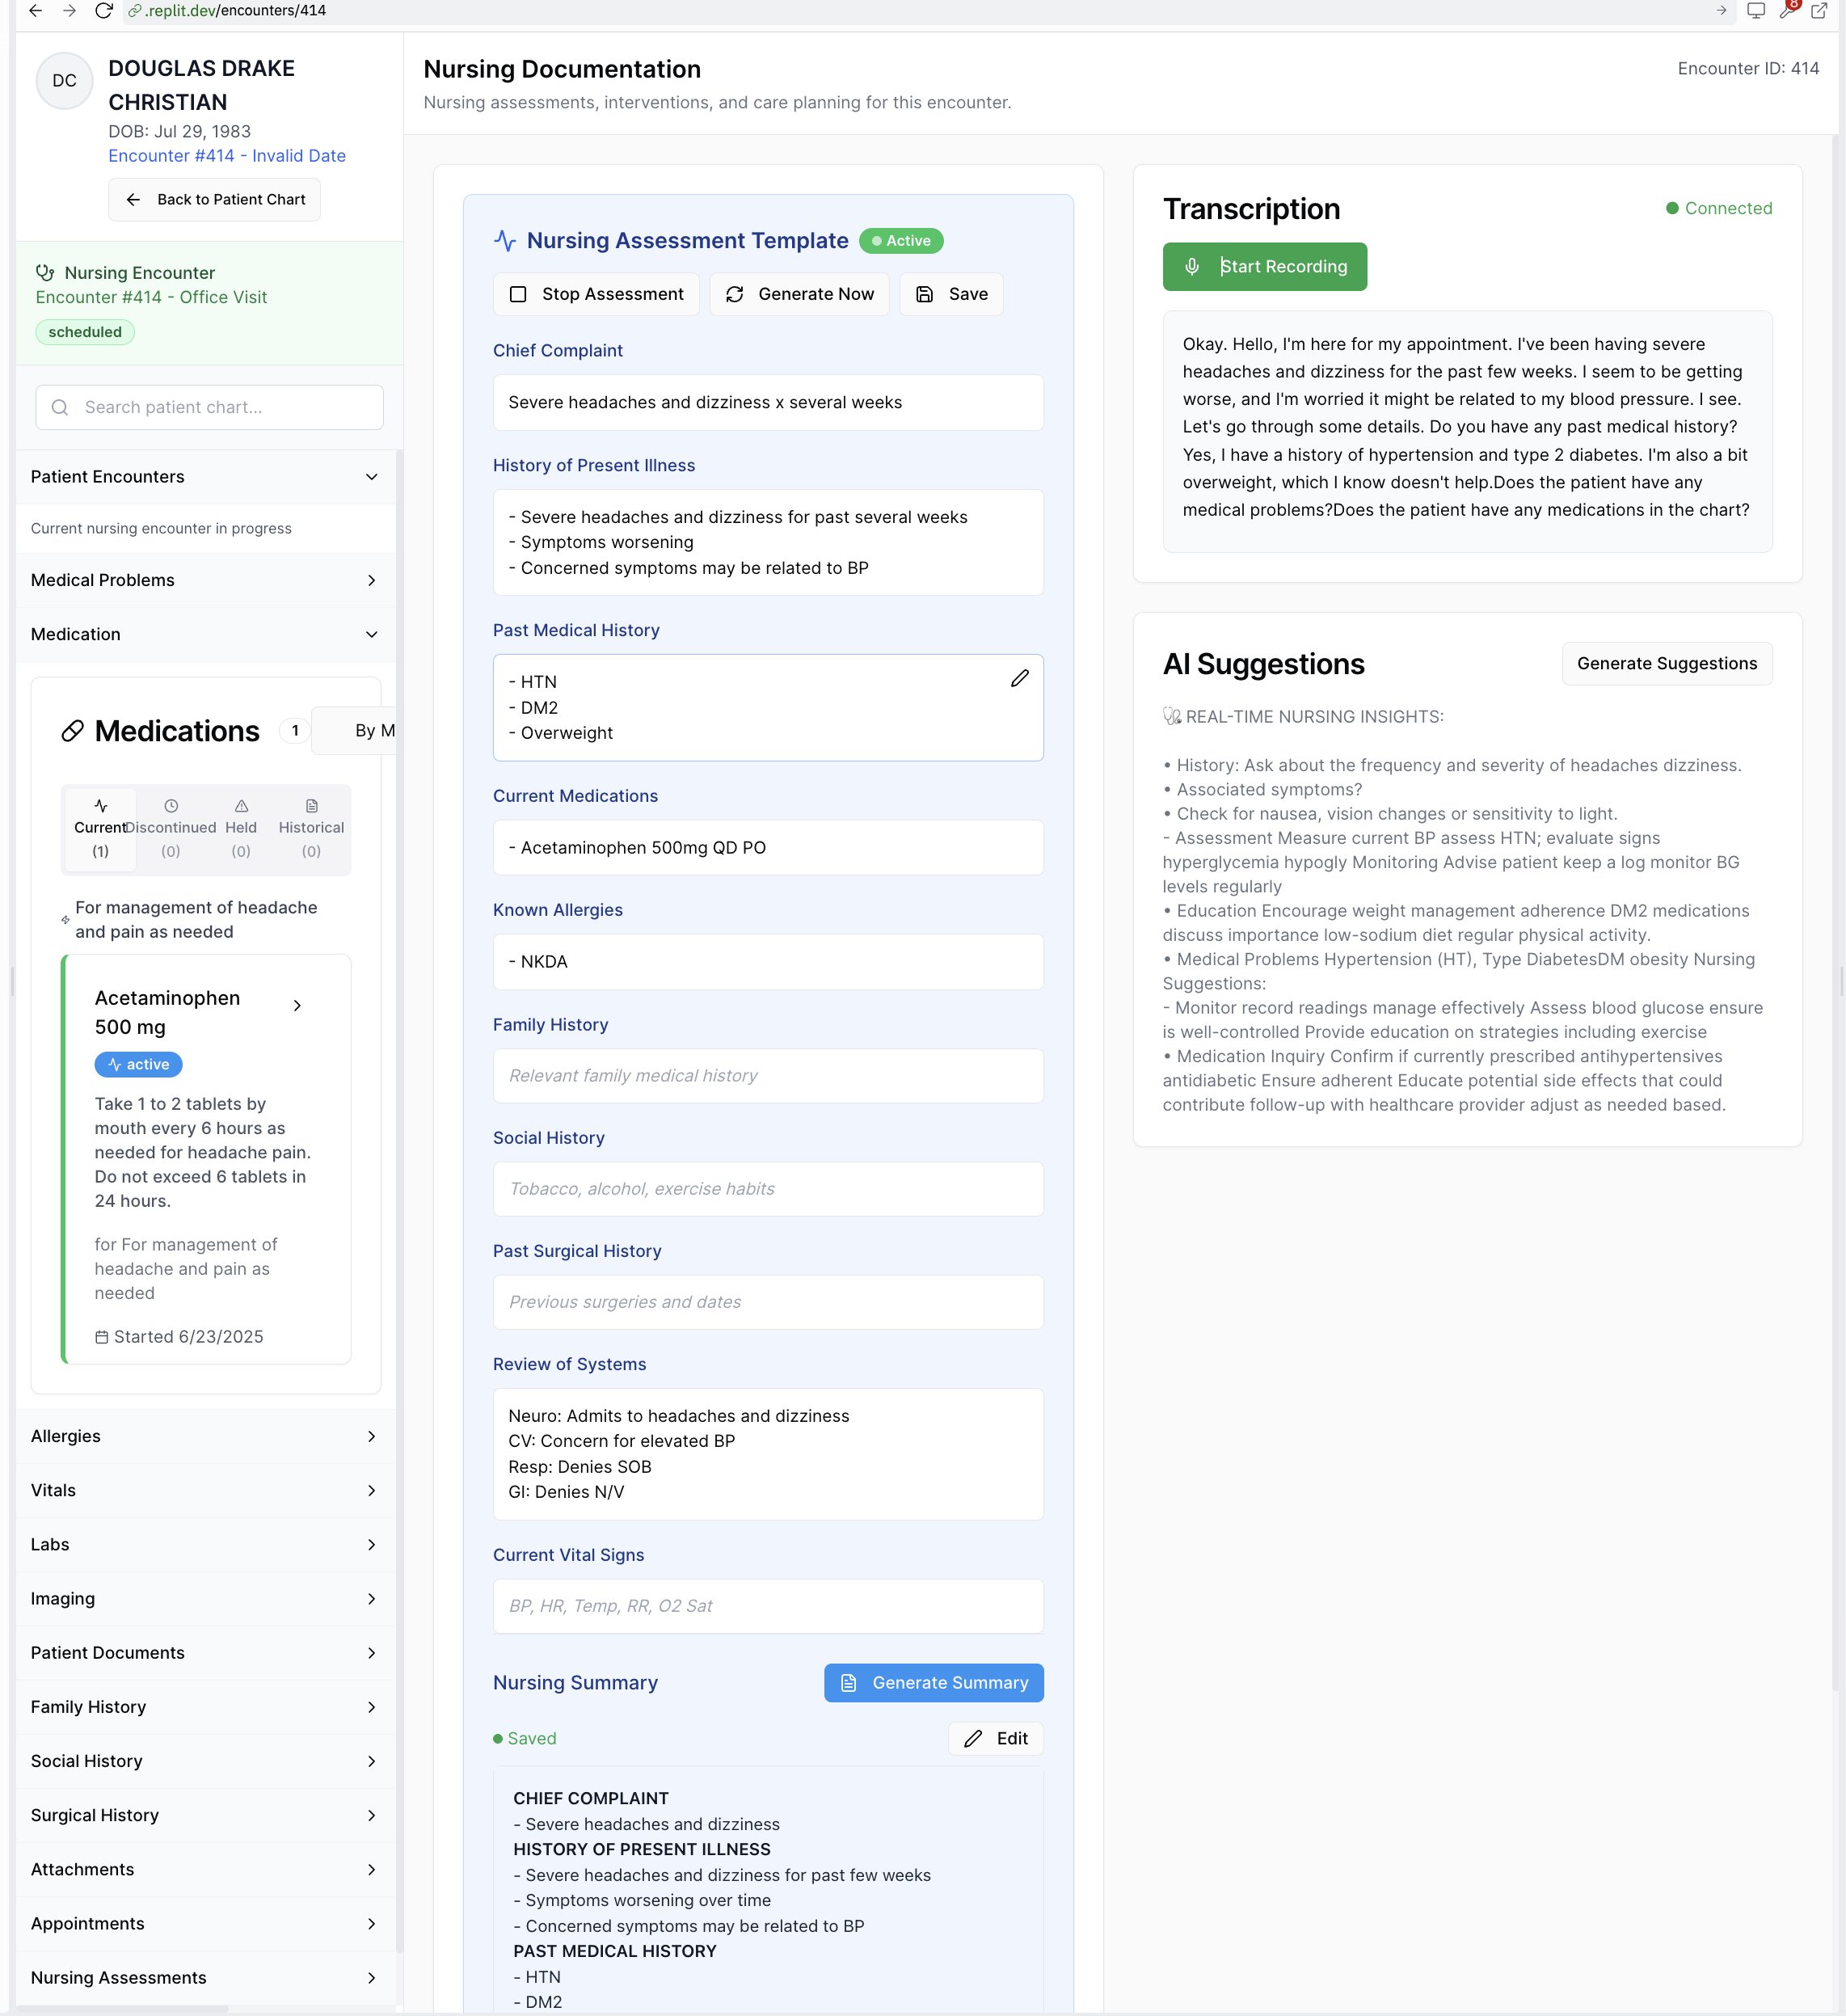 .replit.dev/encounters/414
8
DC
DOUGLAS DRAKE
CHRISTIAN
DOB: Jul 29, 1983
Encounter #414 - Invalid Date
Back to Patient Chart
Nursing Encounter
Encounter #414 - Office Visit
scheduled
Search patient chart...
Patient Encounters
Current nursing encounter in progress
Medical Problems
Medication
Medications 1 By M
Current Discontinued Held Historical
(1) (0) (0) (0)
For management of headache
and pain as needed
Acetaminophen
500 mg
active
Take 1 to 2 tablets by
mouth every 6 hours as
needed for headache pain.
Do not exceed 6 tablets in
24 hours.
for For management of
headache and pain as
needed
Started 6/23/2025
Allergies
Vitals
Labs
Imaging
Patient Documents
Family History
Social History
Surgical History
Attachments
Appointments
Nursing Assessments
Nursing Documentation
Encounter ID: 414
Nursing assessments, interventions, and care planning for this encounter.
Nursing Assessment Template Active
Stop Assessment Generate Now Save
Chief Complaint
Severe headaches and dizziness x several weeks
History of Present Illness
- Severe headaches and dizziness for past several weeks
- Symptoms worsening
- Concerned symptoms may be related to BP
Past Medical History
- HTN
- DM2
- Overweight
Current Medications
- Acetaminophen 500mg QD PO
Known Allergies
- NKDA
Family History
Relevant family medical history
Social History
Tobacco, alcohol, exercise habits
Past Surgical History
Previous surgeries and dates
Review of Systems
Neuro: Admits to headaches and dizziness
CV: Concern for elevated BP
Resp: Denies SOB
GI: Denies N/V
Current Vital Signs
BP, HR, Temp, RR, O2 Sat
Nursing Summary Generate Summary
Saved Edit
CHIEF COMPLAINT
- Severe headaches and dizziness
HISTORY OF PRESENT ILLNESS
- Severe headaches and dizziness for past few weeks
- Symptoms worsening over time
- Concerned symptoms may be related to BP
PAST MEDICAL HISTORY
- HTN
- DM2
Transcription Connected
Start Recording
Okay. Hello, I'm here for my appointment. I've been having severe
headaches and dizziness for the past few weeks. I seem to be getting
worse, and I'm worried it might be related to my blood pressure. I see.
Let's go through some details. Do you have any past medical history?
Yes, I have a history of hypertension and type 2 diabetes. I'm also a bit
overweight, which I know doesn't help.Does the patient have any
medical problems?Does the patient have any medications in the chart?
AI Suggestions Generate Suggestions
REAL-TIME NURSING INSIGHTS:
• History: Ask about the frequency and severity of headaches dizziness.
• Associated symptoms?
• Check for nausea, vision changes or sensitivity to light.
- Assessment Measure current BP assess HTN; evaluate signs
hyperglycemia hypogly Monitoring Advise patient keep a log monitor BG
levels regularly
• Education Encourage weight management adherence DM2 medications
discuss importance low-sodium diet regular physical activity.
• Medical Problems Hypertension (HT), Type DiabetesDM obesity Nursing
Suggestions:
- Monitor record readings manage effectively Assess blood glucose ensure
is well-controlled Provide education on strategies including exercise
• Medication Inquiry Confirm if currently prescribed antihypertensives
antidiabetic Ensure adherent Educate potential side effects that could
contribute follow-up with healthcare provider adjust as needed based.